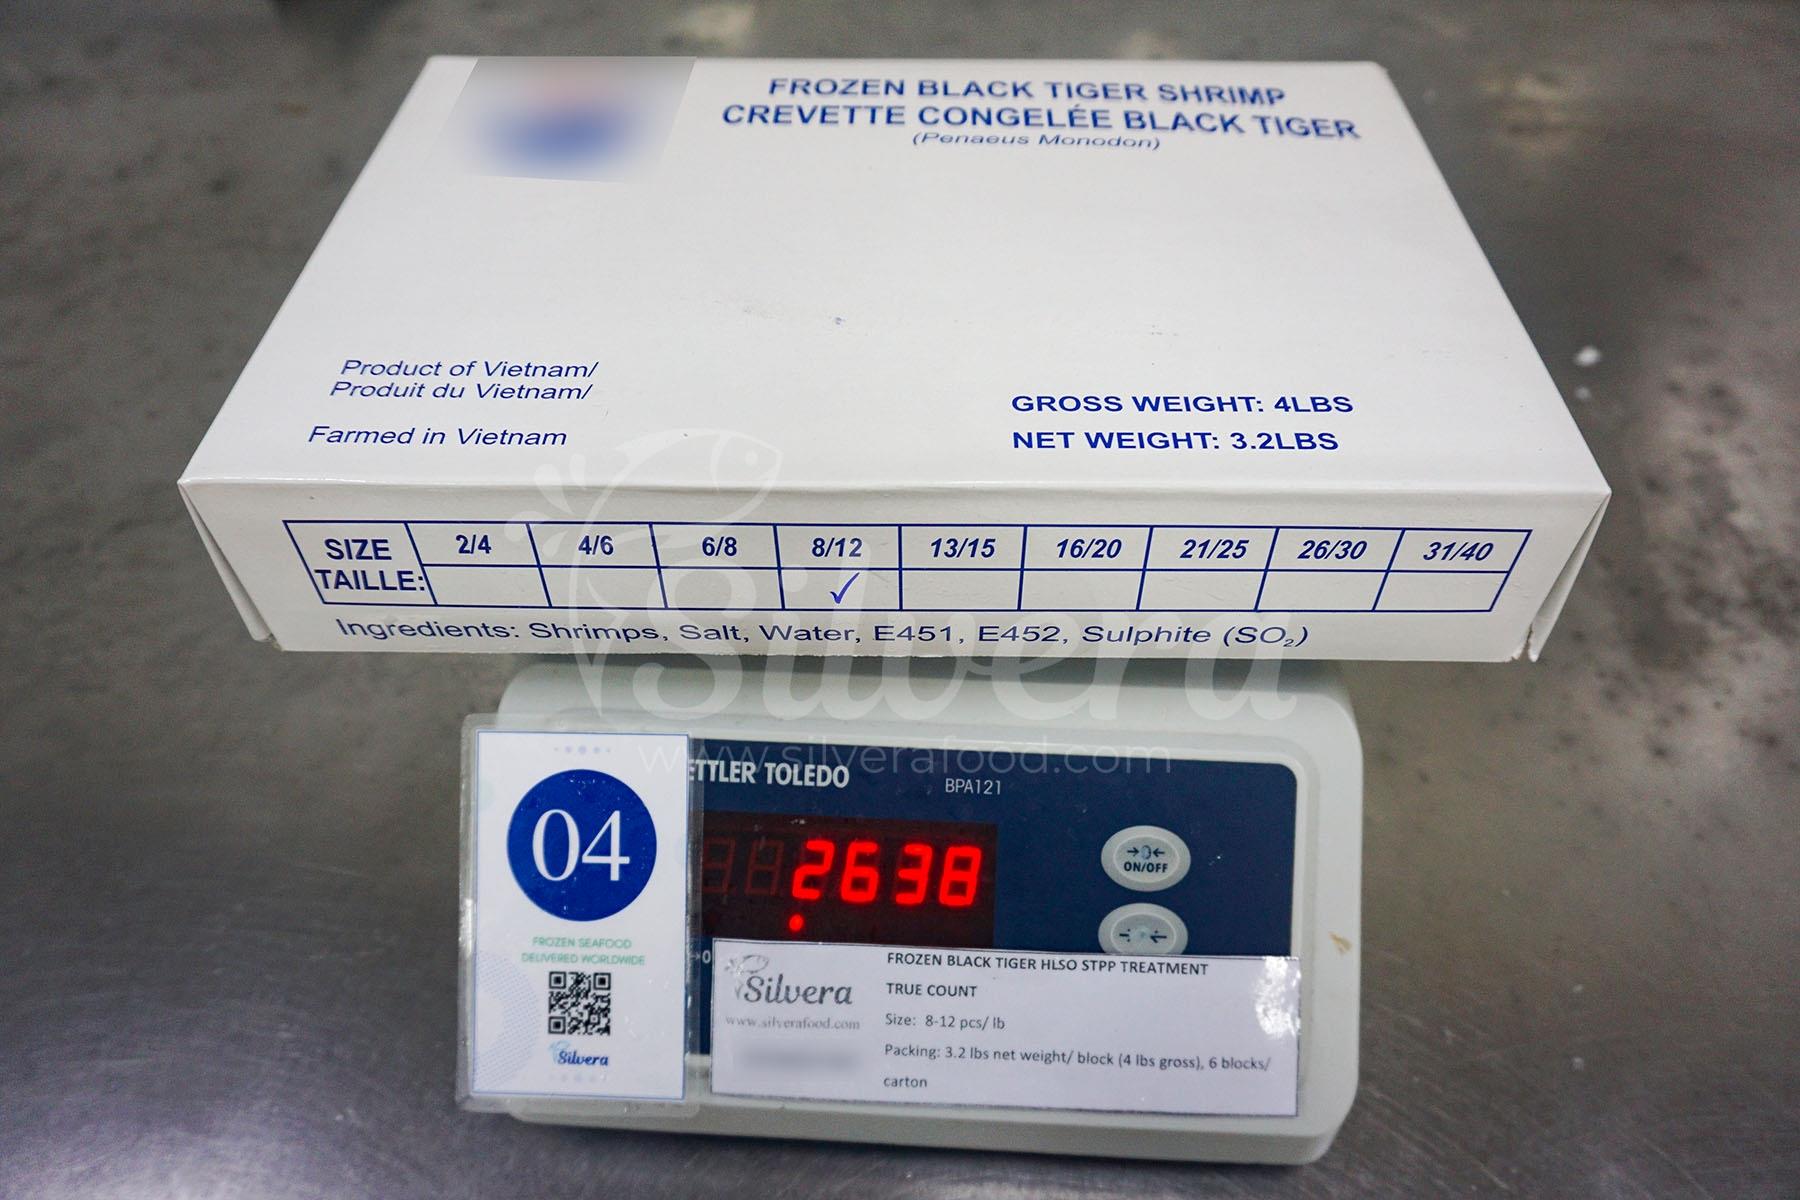 FROZEN BLACK TIGER SHRIMP
CREVETTE CONGELÉE BLACK TIGER
(Penaeus Monodon)
Product of Vietnam/
Produit du Vietnam/
Farmed in Vietnam
GROSS WEIGHT: 4LBS
NET WEIGHT: 3.2LBS
SIZE TAILLE: 2/4 4/6 6/8 8/12 13/15 16/20 21/25 26/30 31/40
✓
Ingredients: Shrimps, Salt, Water, E451, E452, Sulphite (SO₂)
Silvera
www.silverafood.com
ETTLER TOLEDO
BPA121
2638
→0←
ON/OFF
04
FROZEN SEAFOOD
DELIVERED WORLDWIDE
Silvera
Silvera
www.silverafood.com
FROZEN BLACK TIGER HLSO STPP TREATMENT
TRUE COUNT
Size: 8-12 pcs/ lb
Packing: 3.2 lbs net weight/ block (4 lbs gross), 6 blocks/
carton